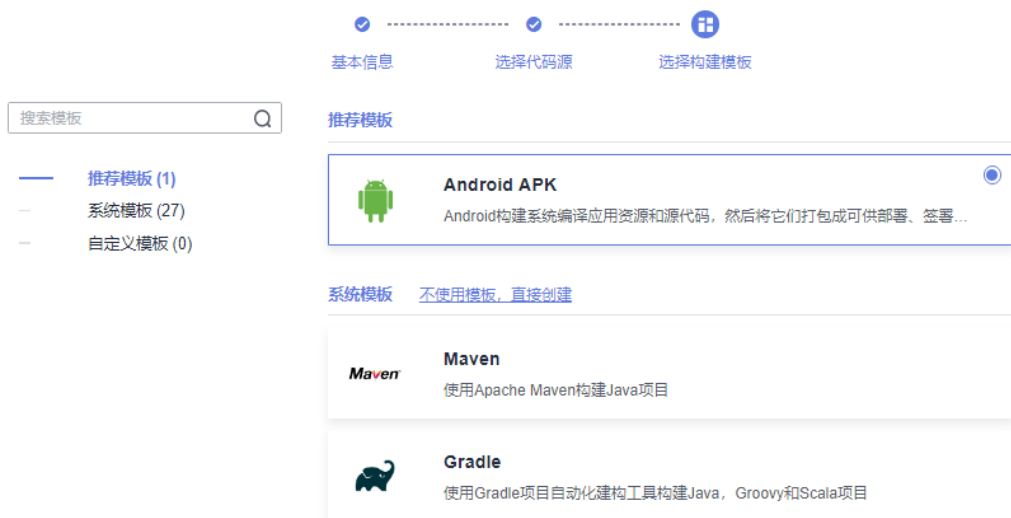 基本信息
选择代码源
选择构建模板
搜索模板
推荐模板 (1)
系统模板 (27)
自定义模板 (0)
推荐模板
Android APK
Android构建系统编译应用资源和源代码，然后将它们打包成可供部署、签署...
系统模板 不使用模板，直接创建
Maven
Maven
使用Apache Maven构建Java项目
Gradle
使用Gradle项目自动化建构工具构建Java，Groovy和Scala项目